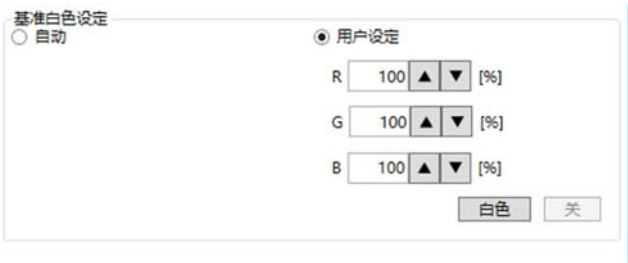 基准白色设定
自动 用户设定
R 100 ▲ ▼ [%]
G 100 ▲ ▼ [%]
B 100 ▲ ▼ [%]
白色 关